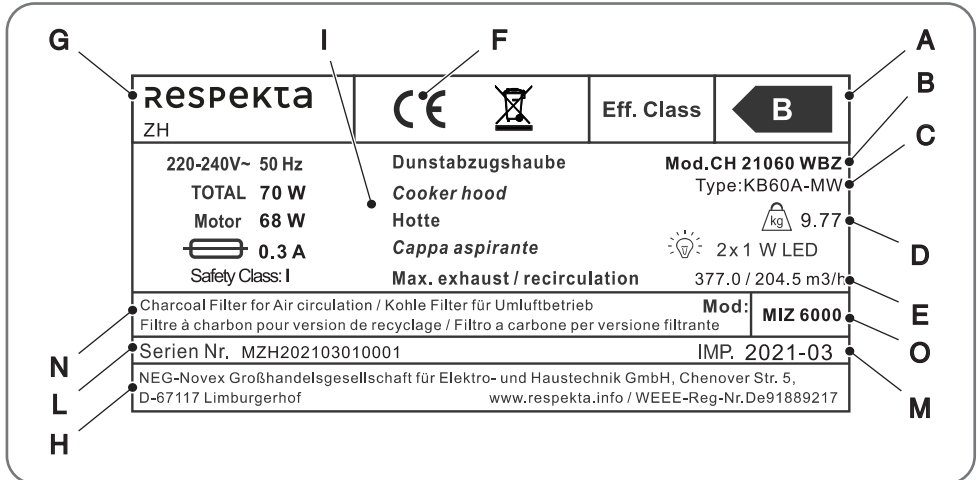 G I F A
B
C
D
E
O
M
N
L
H
Respekta
ZH
CE
Eff. Class
B
220-240V~ 50 Hz
TOTAL 70 W
Motor 68 W
0.3 A
Safety Class: I
Dunstabzugshaube
Cooker hood
Hotte
Cappa aspirante
Max. exhaust / recirculation
Mod.CH 21060 WBZ
Type:KB60A-MW
kg 9.77
2x1 W LED
377.0 / 204.5 m3/h
Charcoal Filter for Air circulation / Kohle Filter für Umluftbetrieb
Filtre à charbon pour version de recyclage / Filtro a carbone per versione filtrante
Mod:
MIZ 6000
Serien Nr. MZH202103010001
IMP. 2021-03
NEG-Novex Großhandelsgesellschaft für Elektro- und Haustechnik GmbH, Chenover Str. 5,
D-67117 Limburgerhof www.respekta.info / WEEE-Reg-Nr.De91889217